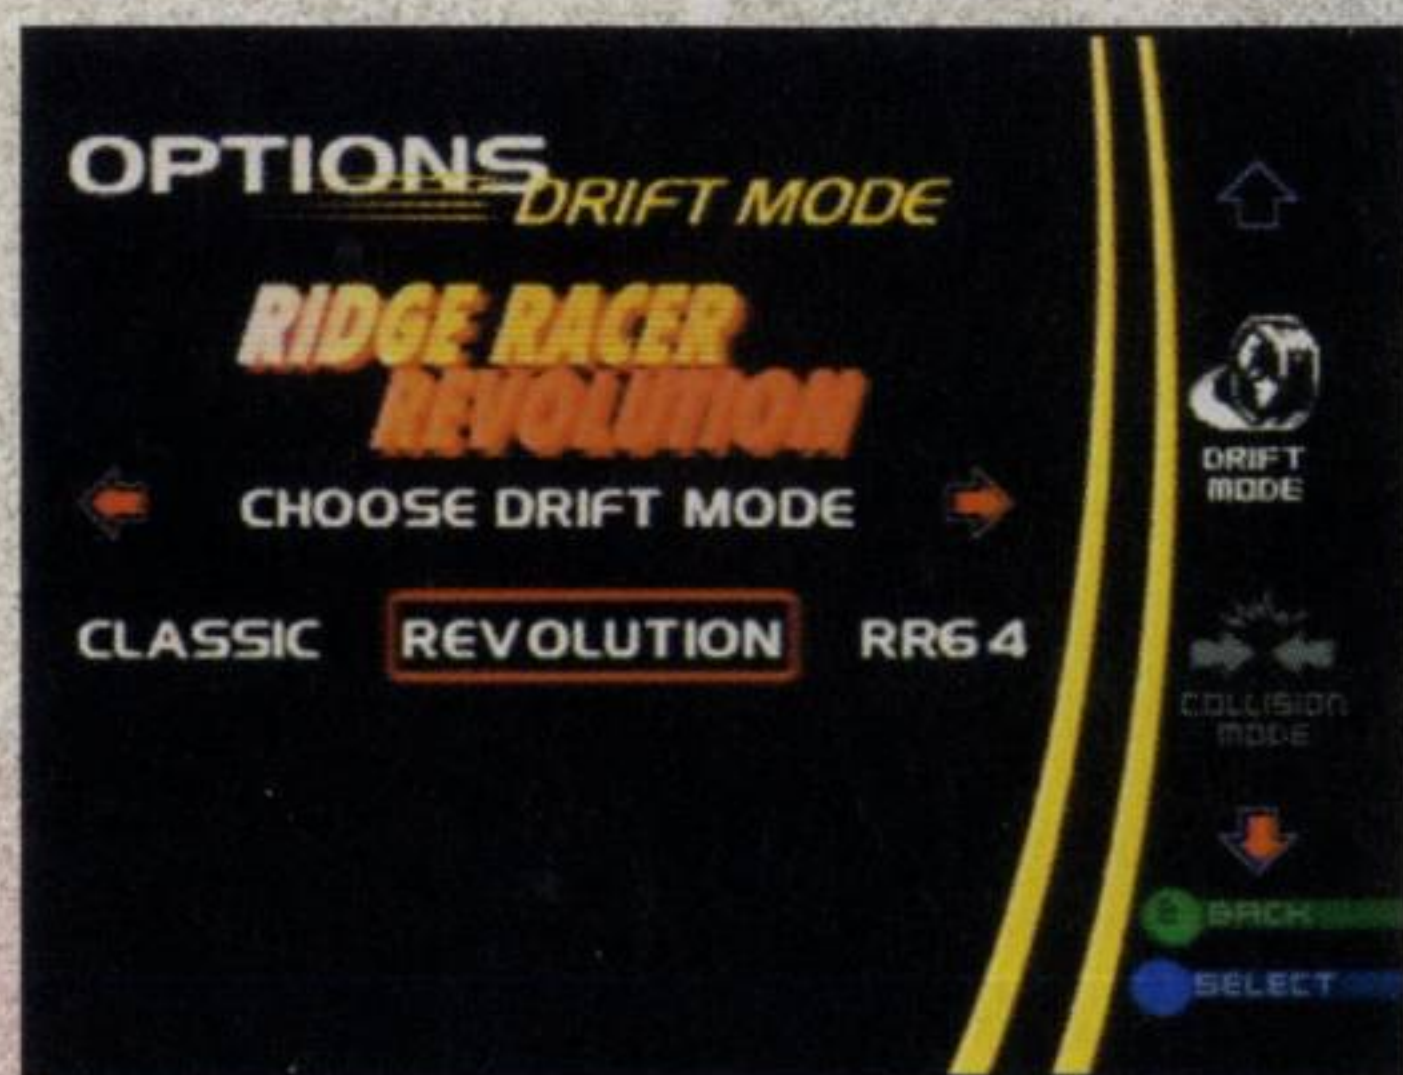 OPTIONS
DRIFT MODE
RIDGE RACER
REVOLUTION
CHOOSE DRIFT MODE
CLASSIC REVOLUTION RR64
DRIFT
MODE
COLLISION
MODE
BACK
SELECT